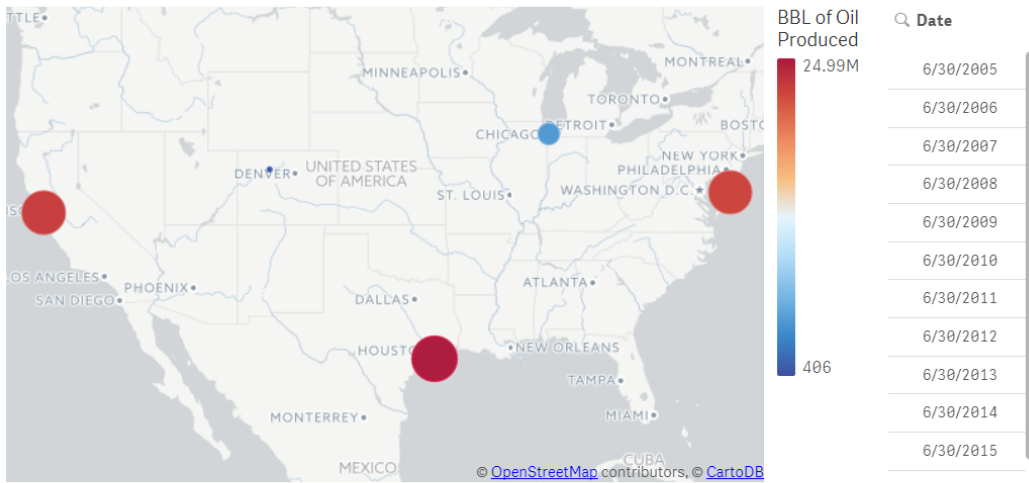 TTLE
MINNEAPOLIS
MONTREAL
TORONTO
CHICAGO
DETROIT
BOSTO
NEW YORK
PHILADELPHIA
DENVER
UNITED STATES
OF AMERICA
ST. LOUIS
WASHINGTON D.C.
LOS ANGELES
SAN DIEGO
PHOENIX
ATLANTA
DALLAS
HOUSTO
NEW ORLEANS
TAMPA
MONTERREY
MIAMI
MEXICO
CUBA
© OpenStreetMap contributors, © CartoDB
BBL of Oil
Produced
24.99M
406
Date
6/30/2005
6/30/2006
6/30/2007
6/30/2008
6/30/2009
6/30/2010
6/30/2011
6/30/2012
6/30/2013
6/30/2014
6/30/2015